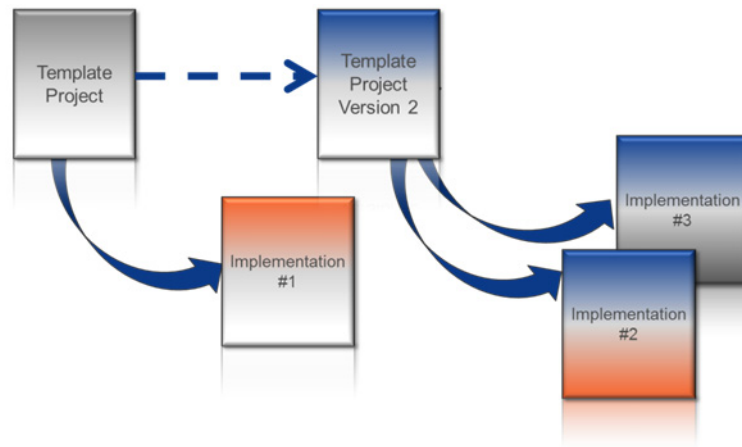 Template
Project
Template
Project
Version 2
Implementation
#1
Implementation
#3
Implementation
#2